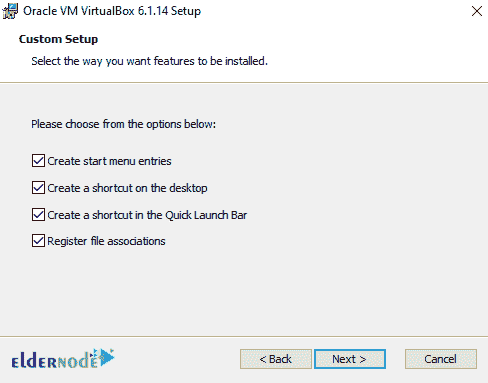 Oracle VM VirtualBox 6.1.14 Setup
Custom Setup
Select the way you want features to be installed.
Please choose from the options below:
Create start menu entries
Create a shortcut on the desktop
Create a shortcut in the Quick Launch Bar
Register file associations
eldernode
< Back
Next >
Cancel